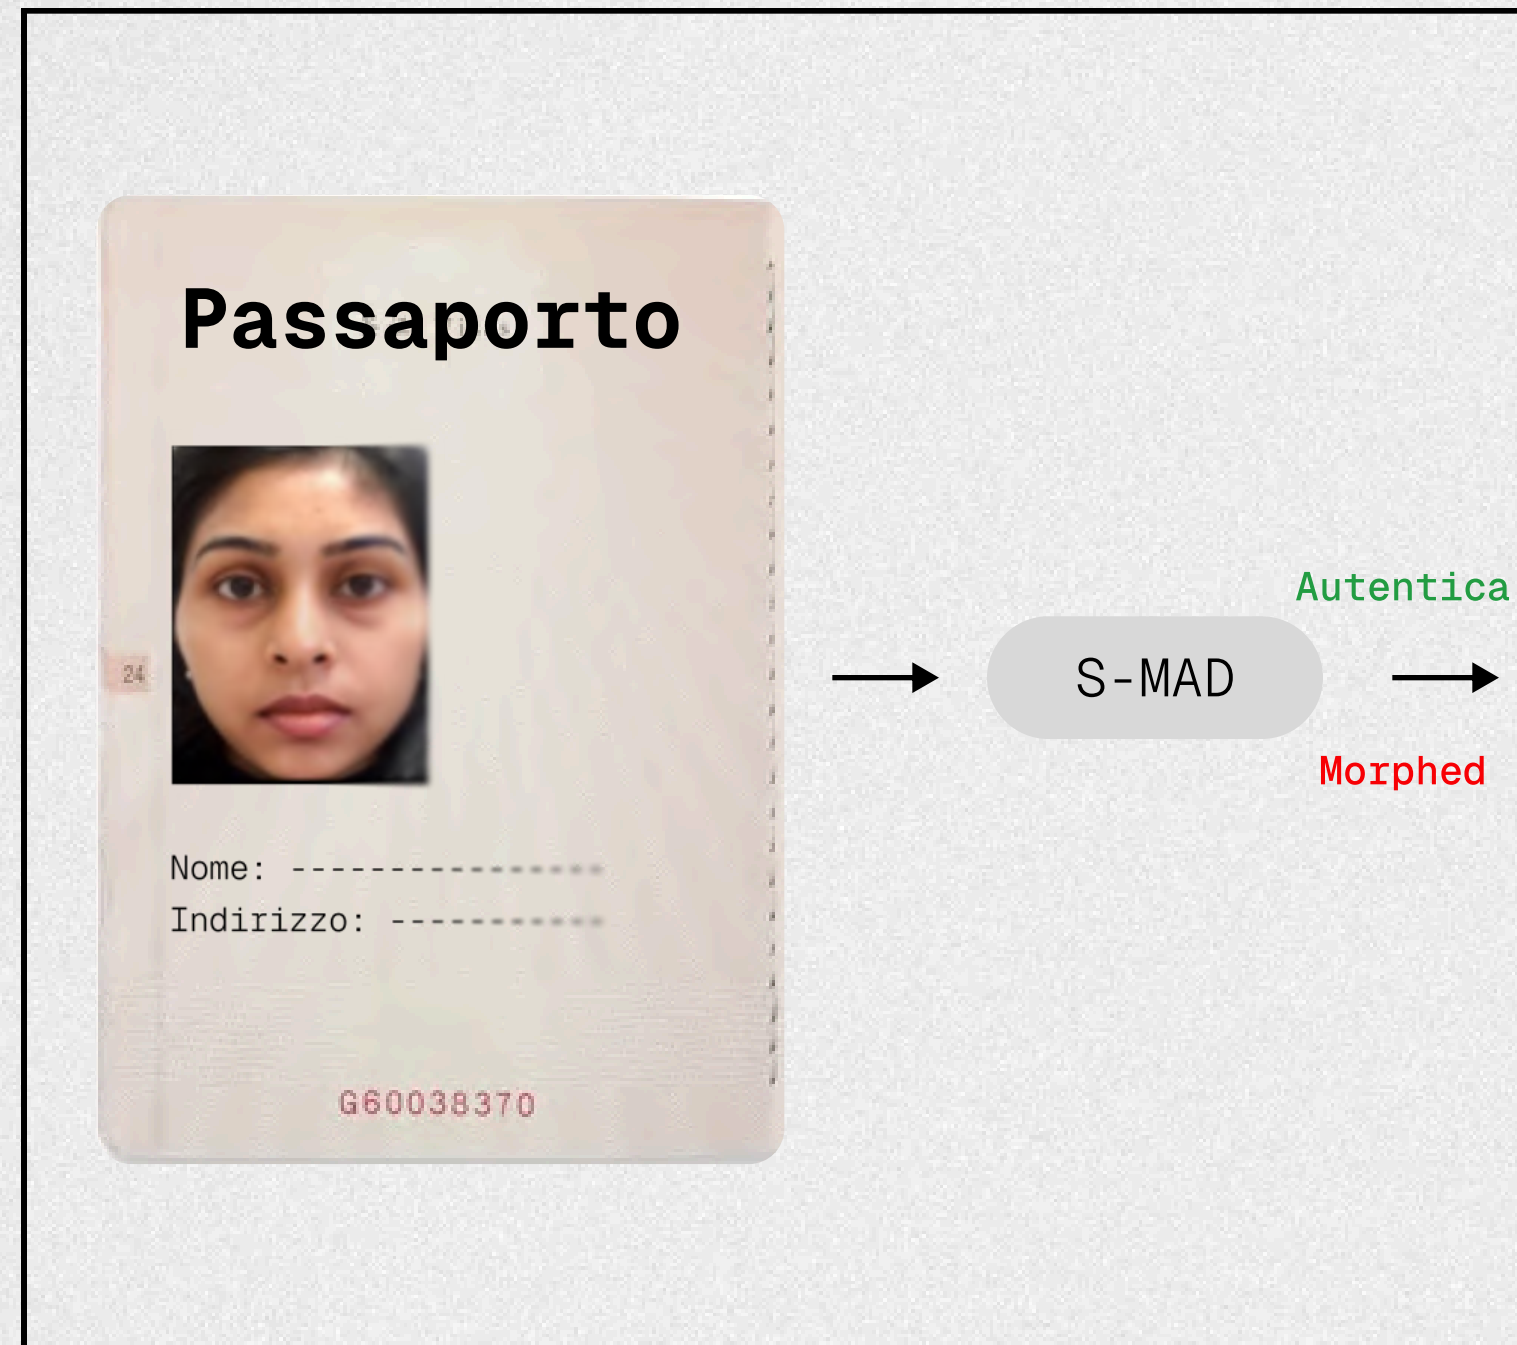 Passaporto
24
Nome: ----------------
Indirizzo: -----------
G60038370
S-MAD
Autentica
Morphed